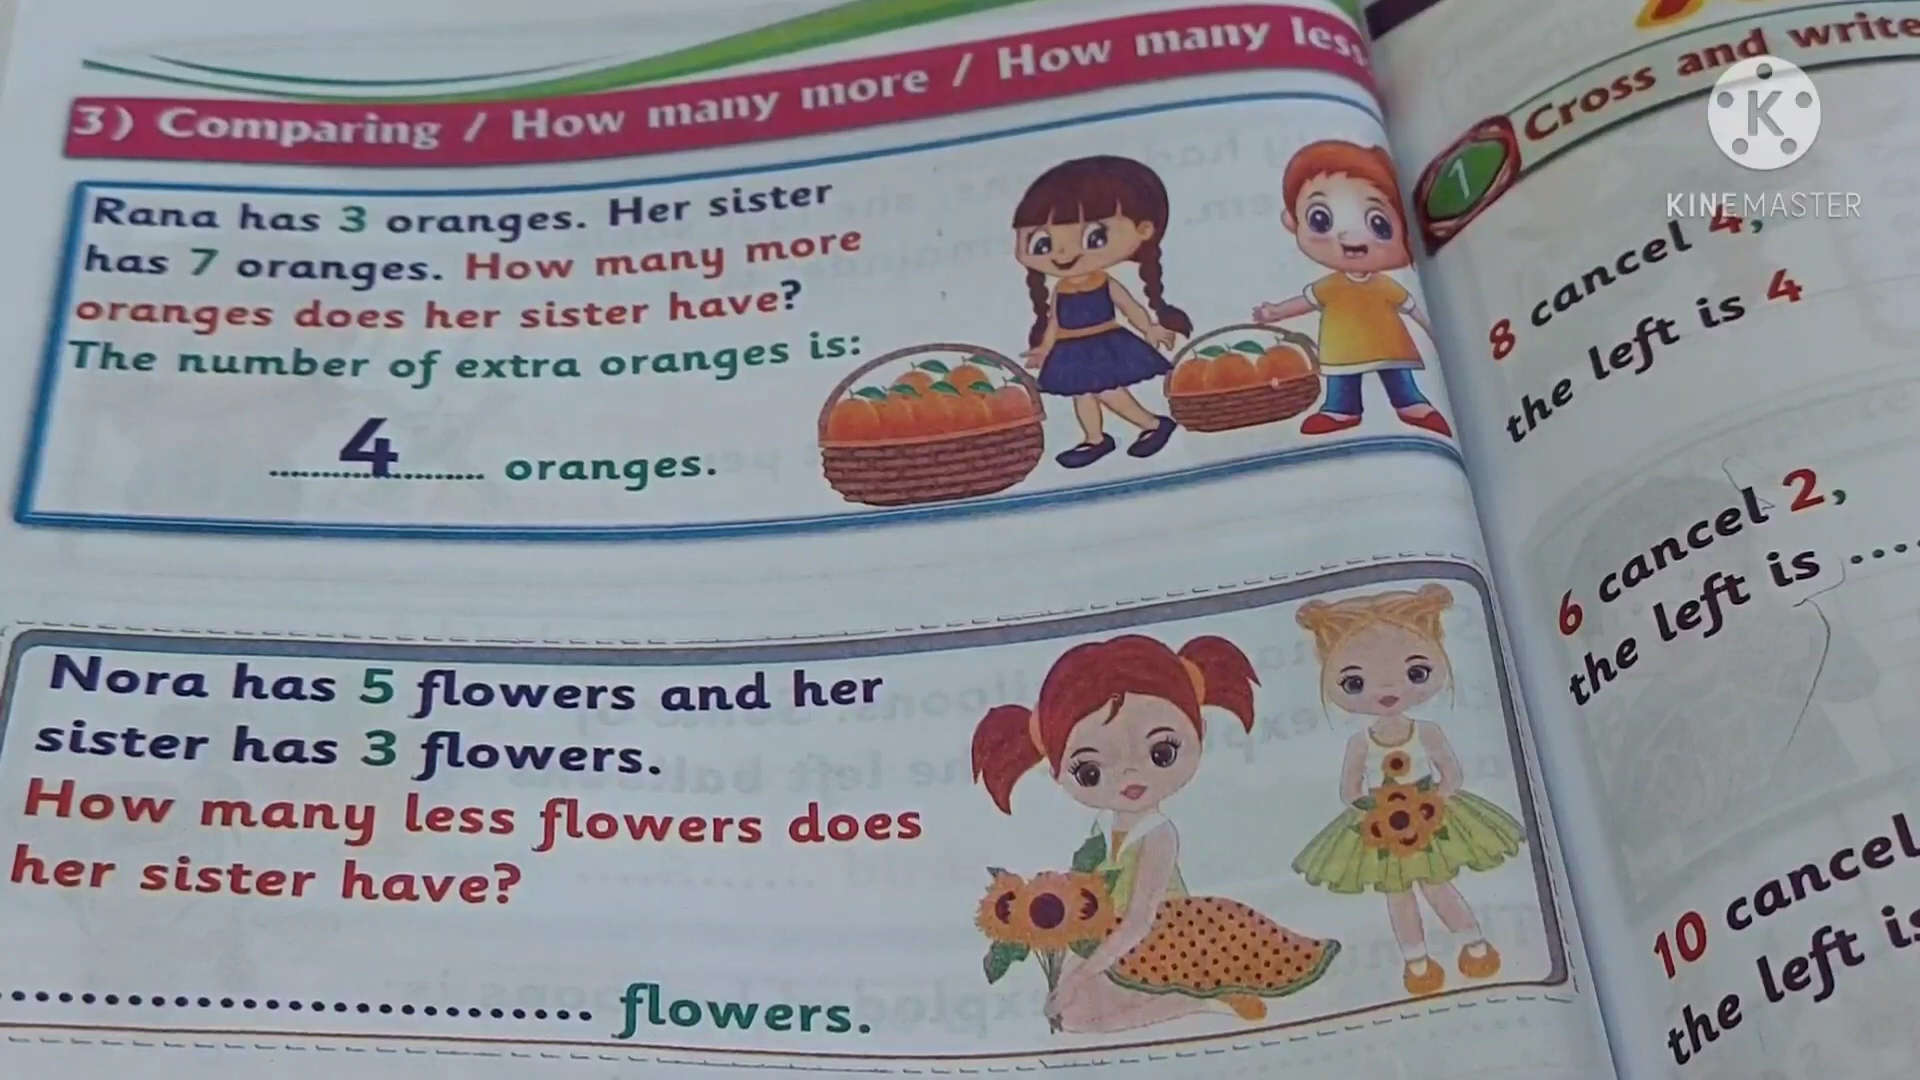 3) Comparing / How many more / How many les
Rana has 3 oranges. Her sister
has 7 oranges. How many more
oranges does her sister have?
The number of extra oranges is:
4 oranges.
Nora has 5 flowers and her
sister has 3 flowers.
How many less flowers does
her sister have?
flowers.
1 Cross and write
8 cancel 4,
the left is 4
6 cancel 2,
the left is ....
10 cancel
the left is
K
KINEMASTER